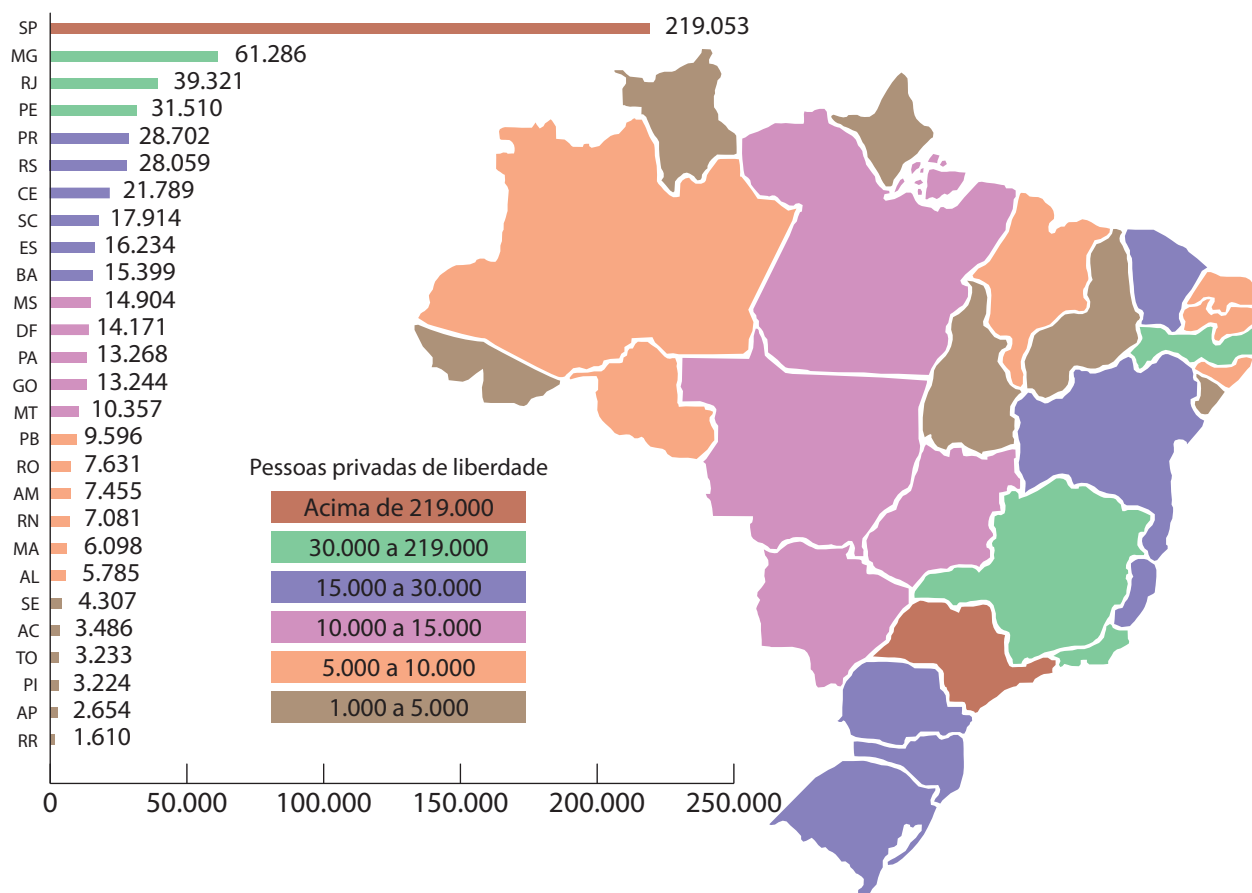 SP 219.053
MG 61.286
RJ 39.321
PE 31.510
PR 28.702
RS 28.059
CE 21.789
SC 17.914
ES 16.234
BA 15.399
MS 14.904
DF 14.171
PA 13.268
GO 13.244
MT 10.357
PB 9.596
RO 7.631
AM 7.455
RN 7.081
MA 6.098
AL 5.785
SE 4.307
AC 3.486
TO 3.233
PI 3.224
AP 2.654
RR 1.610
0 50.000 100.000 150.000 200.000 250.000
Pessoas privadas de liberdade
Acima de 219.000
30.000 a 219.000
15.000 a 30.000
10.000 a 15.000
5.000 a 10.000
1.000 a 5.000